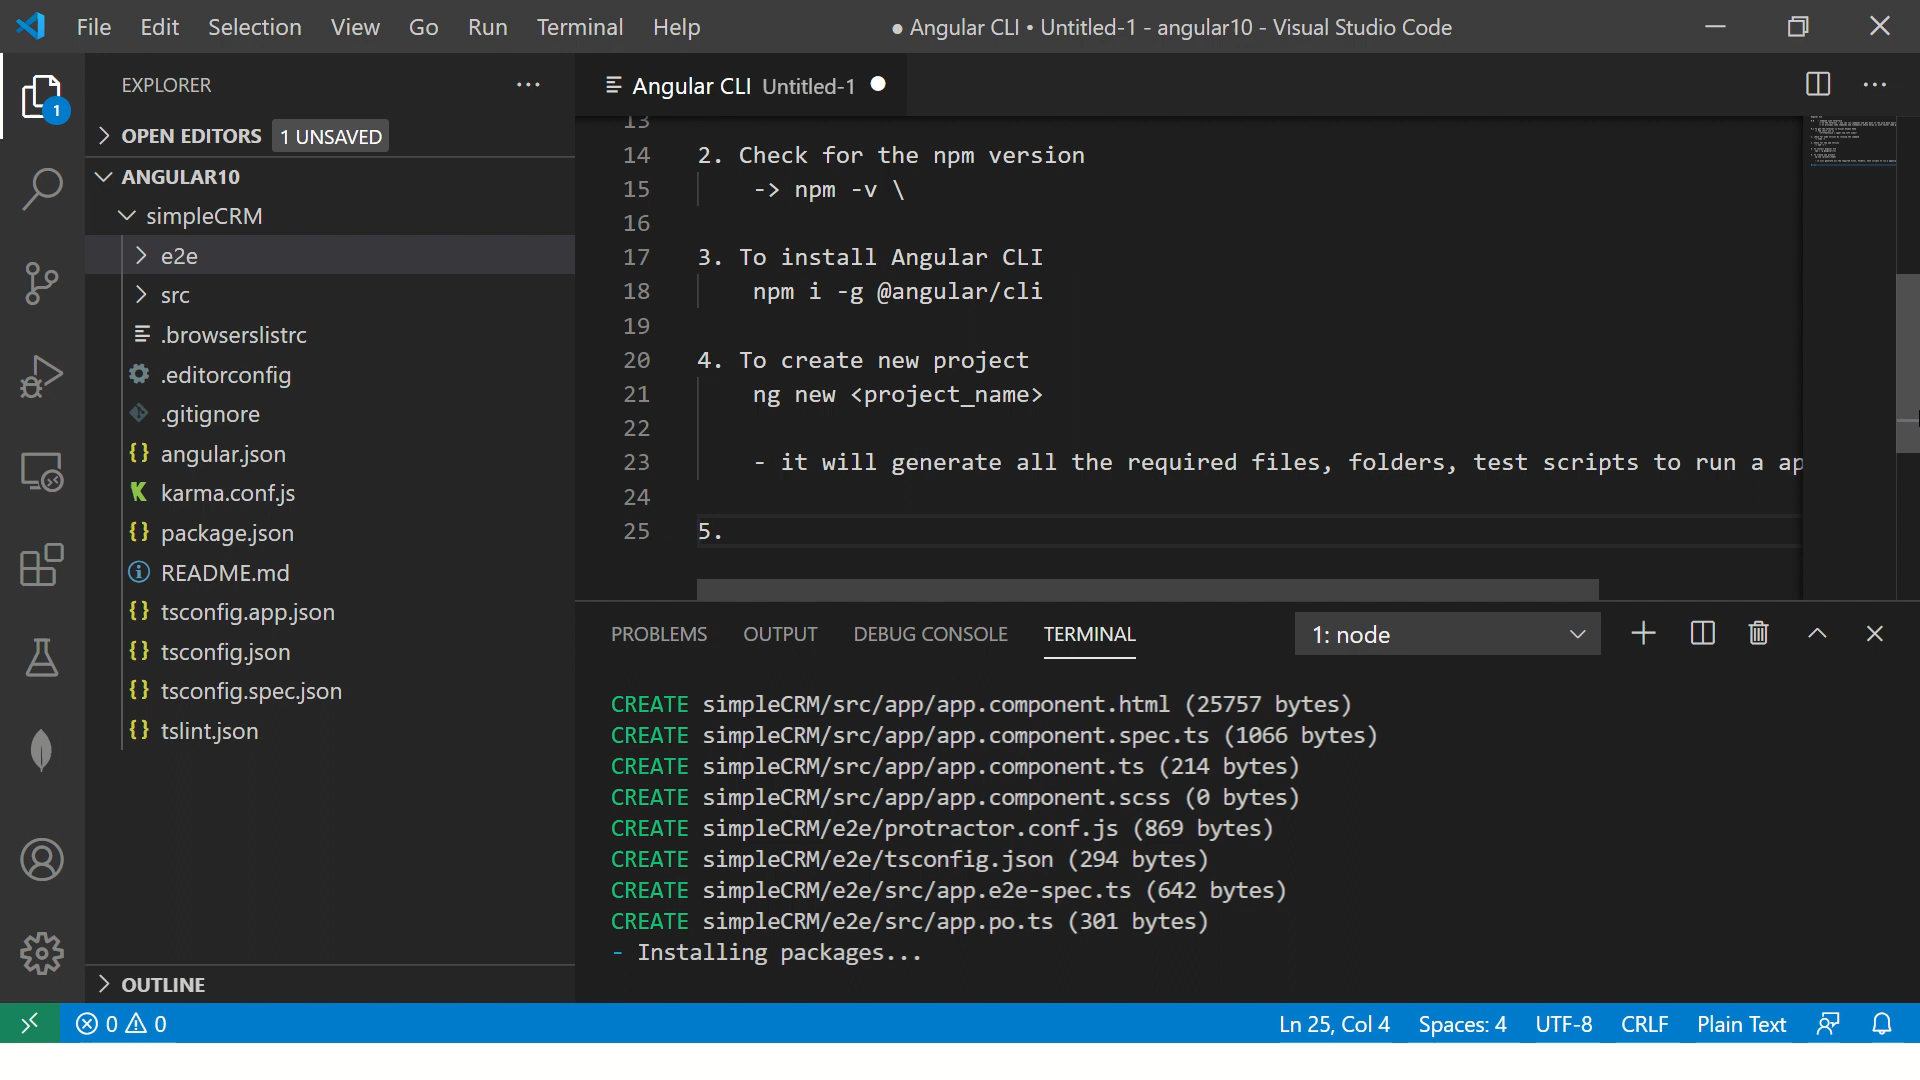 File Edit Selection View Go Run Terminal Help ● Angular CLI • Untitled-1 - angular10 - Visual Studio Code
EXPLORER
1
OPEN EDITORS 1 UNSAVED
ANGULAR10
simpleCRM
e2e
src
.browserslistrc
.editorconfig
.gitignore
{} angular.json
karma.conf.js
{} package.json
README.md
{} tsconfig.app.json
{} tsconfig.json
{} tsconfig.spec.json
{} tslint.json
OUTLINE
Angular CLI Untitled-1
13
14 2. Check for the npm version
15 -> npm -v \
16
17 3. To install Angular CLI
18 npm i -g @angular/cli
19
20 4. To create new project
21 ng new <project_name>
22
23 - it will generate all the required files, folders, test scripts to run a ap
24
25 5.
PROBLEMS OUTPUT DEBUG CONSOLE TERMINAL 1: node
CREATE simpleCRM/src/app/app.component.html (25757 bytes)
CREATE simpleCRM/src/app/app.component.spec.ts (1066 bytes)
CREATE simpleCRM/src/app/app.component.ts (214 bytes)
CREATE simpleCRM/src/app/app.component.scss (0 bytes)
CREATE simpleCRM/e2e/protractor.conf.js (869 bytes)
CREATE simpleCRM/e2e/tsconfig.json (294 bytes)
CREATE simpleCRM/e2e/src/app.e2e-spec.ts (642 bytes)
CREATE simpleCRM/e2e/src/app.po.ts (301 bytes)
- Installing packages...
0 0 Ln 25, Col 4 Spaces: 4 UTF-8 CRLF Plain Text